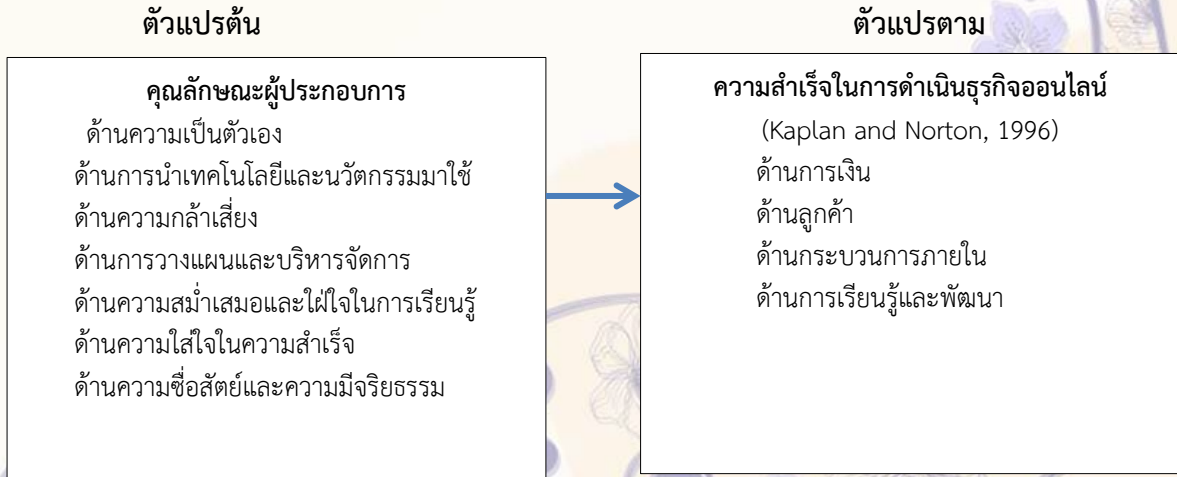 ตัวแปรต้น
คุณลักษณะผู้ประกอบการ
ด้านความเป็นตัวเอง
ด้านการนำเทคโนโลยีและนวัตกรรมมาใช้
ด้านความกล้าเสี่ยง
ด้านการวางแผนและบริหารจัดการ
ด้านความสม่ำเสมอและใฝ่ใจในการเรียนรู้
ด้านความใส่ใจในความสำเร็จ
ด้านความซื่อสัตย์และความมีจริยธรรม
ตัวแปรตาม
ความสำเร็จในการดำเนินธุรกิจออนไลน์
(Kaplan and Norton, 1996)
ด้านการเงิน
ด้านลูกค้า
ด้านกระบวนการภายใน
ด้านการเรียนรู้และพัฒนา